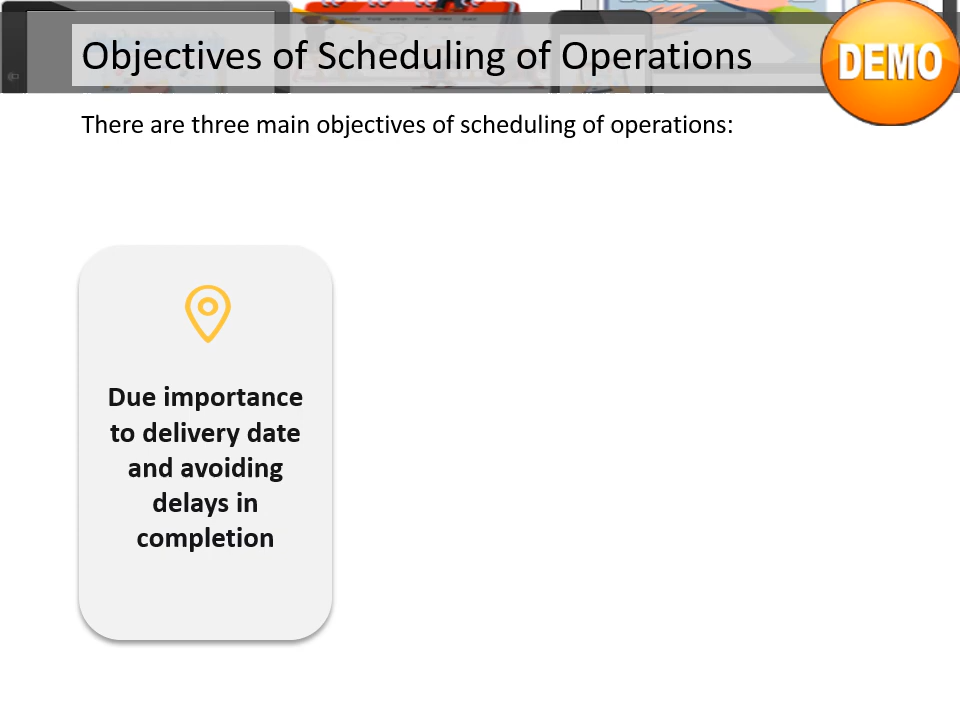 Objectives of Scheduling of Operations
DEMO
There are three main objectives of scheduling of operations:
Due importance
to delivery date
and avoiding
delays in
completion